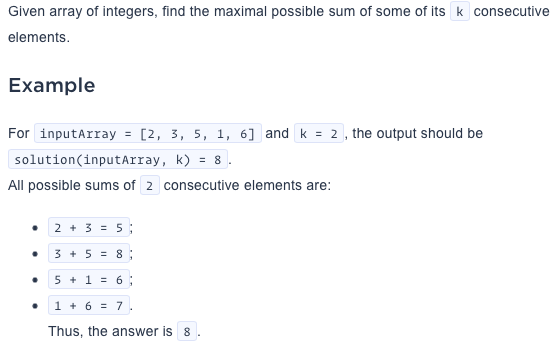 Given array of integers, find the maximal possible sum of some of its k consecutive
elements.
Example
For inputArray = [2, 3, 5, 1, 6] and k = 2, the output should be
solution(inputArray, k) = 8.
All possible sums of 2 consecutive elements are:
• 2 + 3 = 5;
• 3 + 5 = 8;
• 5 + 1 = 6;
• 1 + 6 = 7.
Thus, the answer is 8.